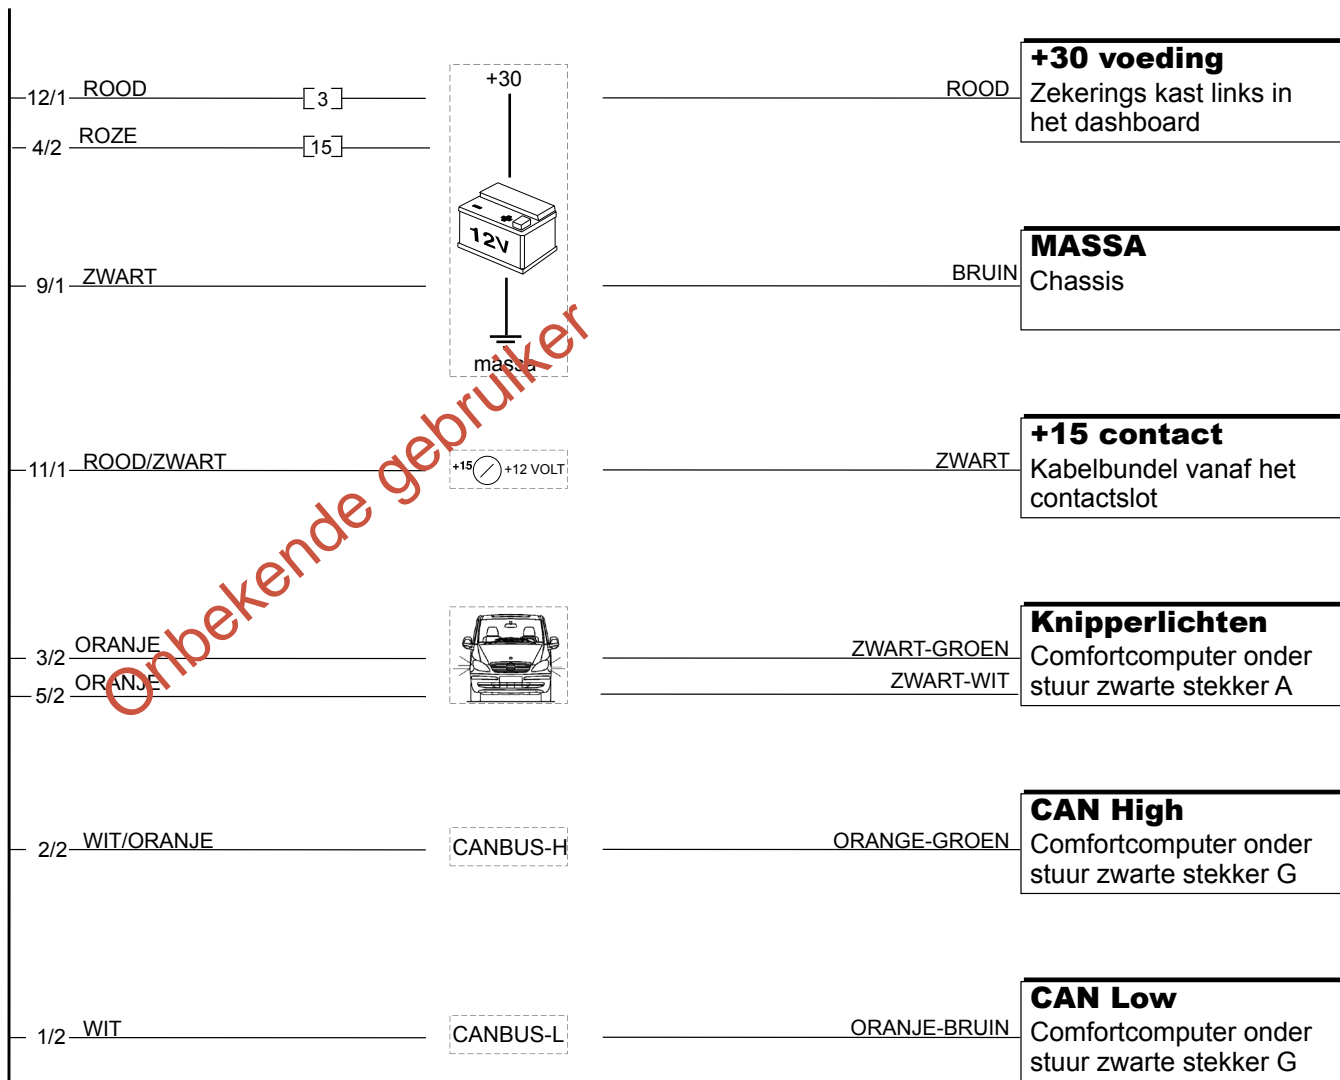 12/1 ROOD [3] +30 ROOD
+30 voeding
Zekerings kast links in
het dashboard
4/2 ROZE [15]
12V
9/1 ZWART BRUIN
MASSA
Chassis
massa
11/1 ROOD/ZWART +15 +12 VOLT ZWART
+15 contact
Kabelbundel vanaf het
contactslot
Onbekende gebruiker
3/2 ORANJE ZWART-GROEN
5/2 ORANJE ZWART-WIT
Knipperlichten
Comfortcomputer onder
stuur zwarte stekker A
2/2 WIT/ORANJE CANBUS-H ORANGE-GROEN
CAN High
Comfortcomputer onder
stuur zwarte stekker G
1/2 WIT CANBUS-L ORANJE-BRUIN
CAN Low
Comfortcomputer onder
stuur zwarte stekker G